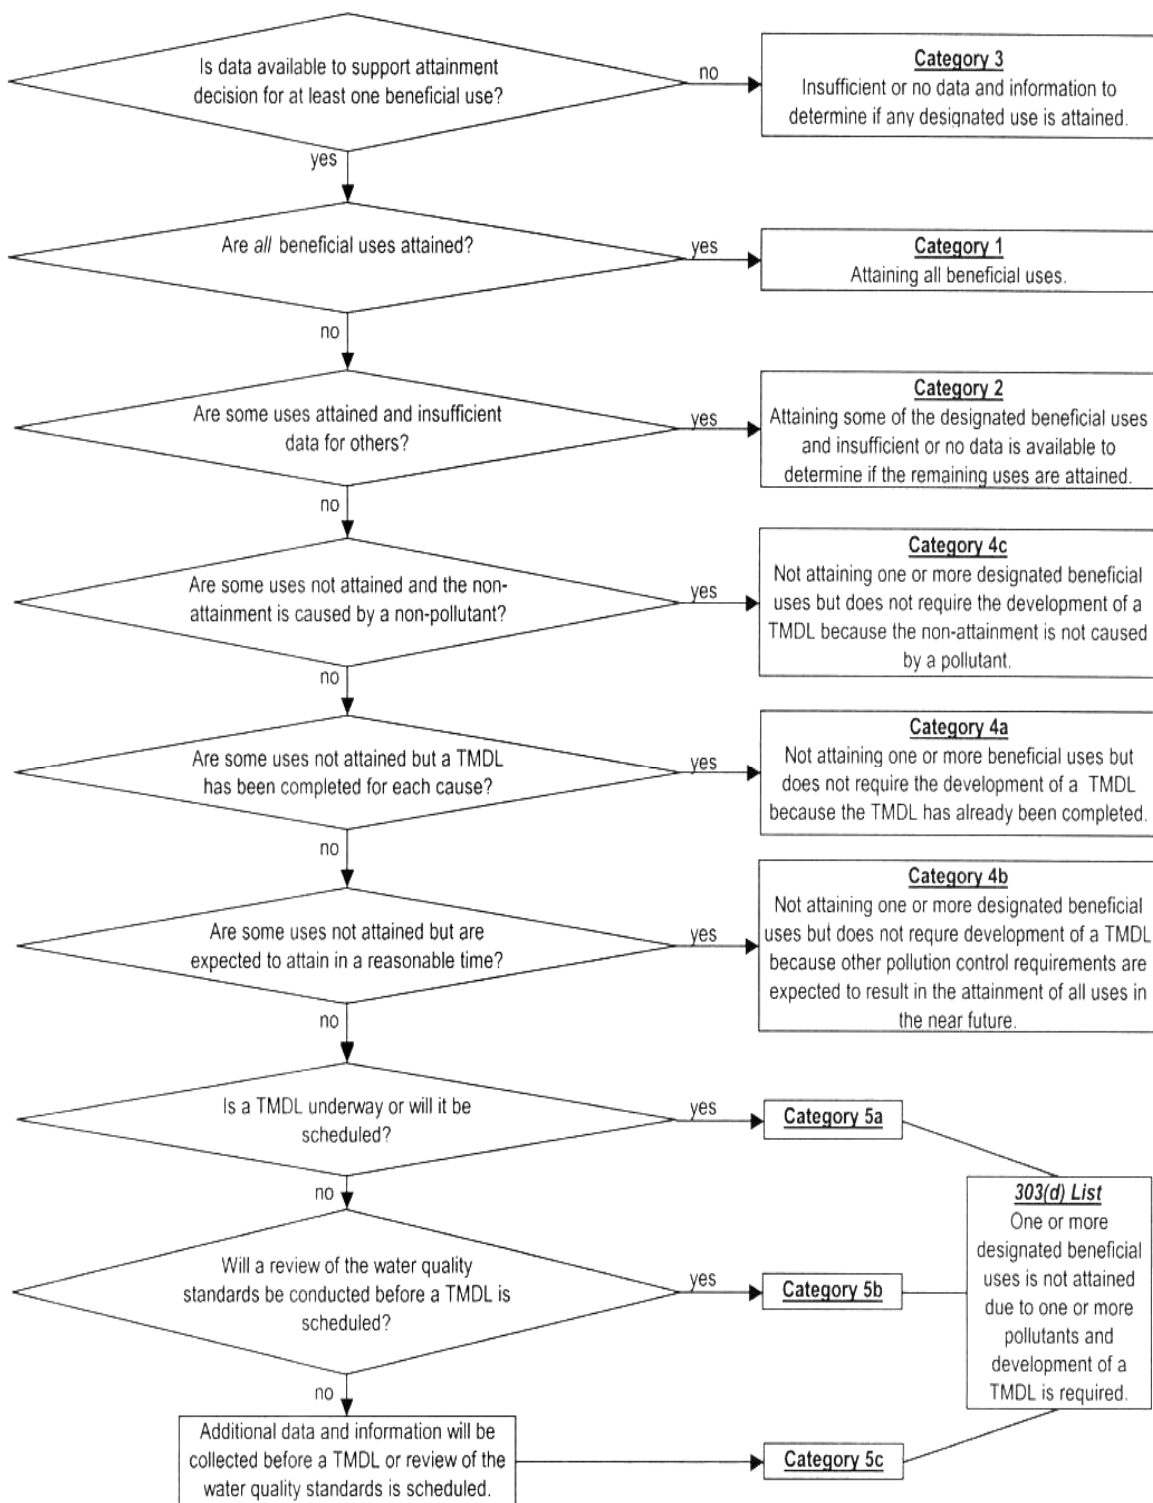 Is data available to support attainment
decision for at least one beneficial use?
no
Category 3
Insufficient or no data and information to
determine if any designated use is attained.
yes
Are all beneficial uses attained?
yes
Category 1
Attaining all beneficial uses.
no
Are some uses attained and insufficient
data for others?
yes
Category 2
Attaining some of the designated beneficial uses
and insufficient or no data is available to
determine if the remaining uses are attained.
no
Are some uses not attained and the non-
attainment is caused by a non-pollutant?
yes
Category 4c
Not attaining one or more designated beneficial
uses but does not require the development of a
TMDL because the non-attainment is not caused
by a pollutant.
no
Are some uses not attained but a TMDL
has been completed for each cause?
yes
Category 4a
Not attaining one or more beneficial uses but
does not require the development of a TMDL
because the TMDL has already been completed.
no
Are some uses not attained but are
expected to attain in a reasonable time?
yes
Category 4b
Not attaining one or more designated beneficial
uses but does not requre development of a TMDL
because other pollution control requirements are
expected to result in the attainment of all uses in
the near future.
no
Is a TMDL underway or will it be
scheduled?
yes
Category 5a
no
Will a review of the water quality
standards be conducted before a TMDL is
scheduled?
yes
Category 5b
303(d) List
One or more
designated beneficial
uses is not attained
due to one or more
pollutants and
development of a
TMDL is required.
no
Additional data and information will be
collected before a TMDL or review of the
water quality standards is scheduled.
Category 5c